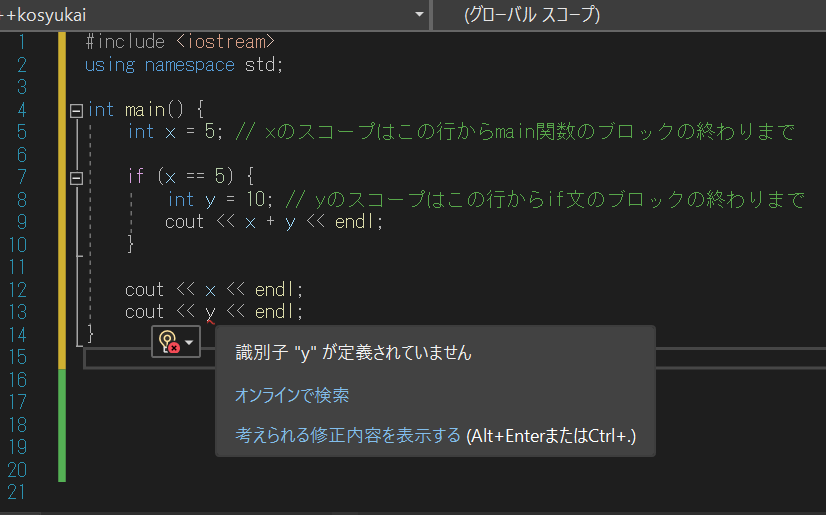 ++kosyukai
(グローバル スコープ)
1 #include <iostream>
2 using namespace std;
3
4 int main() {
5 int x = 5; // xのスコープはこの行からmain関数のブロックの終わりまで
6
7 if (x == 5) {
8 int y = 10; // yのスコープはこの行からif文のブロックの終わりまで
9 cout << x + y << endl;
10 }
11
12 cout << x << endl;
13 cout << y << endl;
14 }
15
16
17
18
19
20
21
識別子 "y" が定義されていません
オンラインで検索
考えられる修正内容を表示する (Alt+EnterまたはCtrl+.)